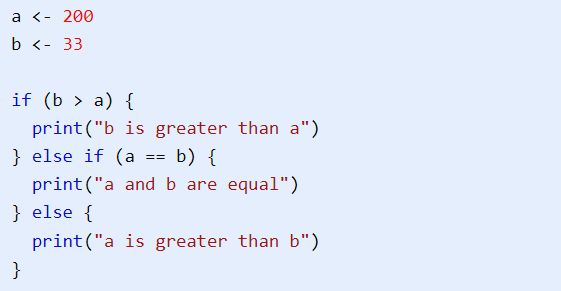 a <- 200
b <- 33

if (b > a) {
  print("b is greater than a")
} else if (a == b) {
  print("a and b are equal")
} else {
  print("a is greater than b")
}